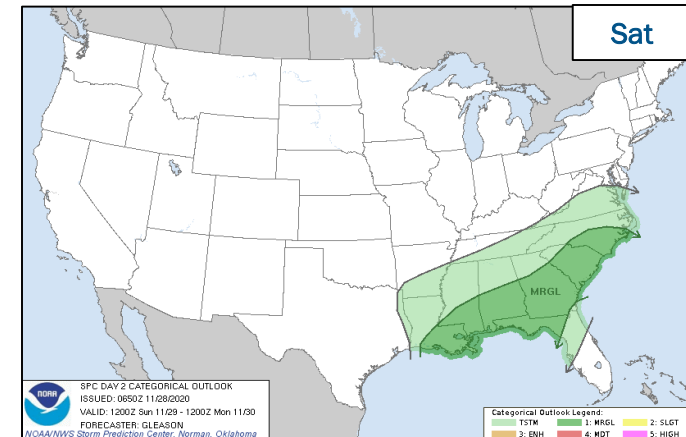 Sat
MRGL
NOAA
SPC DAY 2 CATEGORICAL OUTLOOK
ISSUED: 0650Z 11/28/2020
VALID: 1200Z Sun 11/29 - 1200Z Mon 11/30
FORECASTER: GLEASON
NOAA/NWS Storm Prediction Center, Norman, Oklahoma
Categorical Outlook Legend:
TSTM 1: MRGL 2: SLGT
3: ENH 4: MDT 5: HIGH